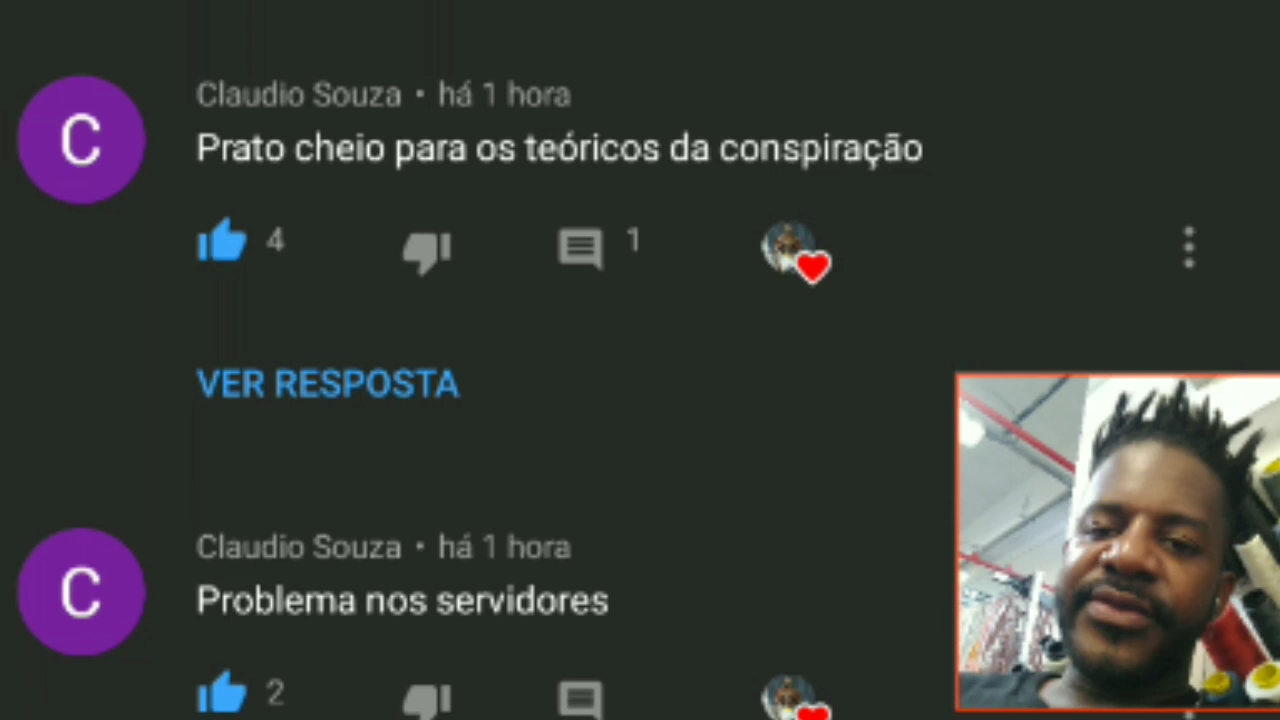 C
Claudio Souza • há 1 hora
Prato cheio para os teóricos da conspiração
4
1
VER RESPOSTA
C
Claudio Souza • há 1 hora
Problema nos servidores
2